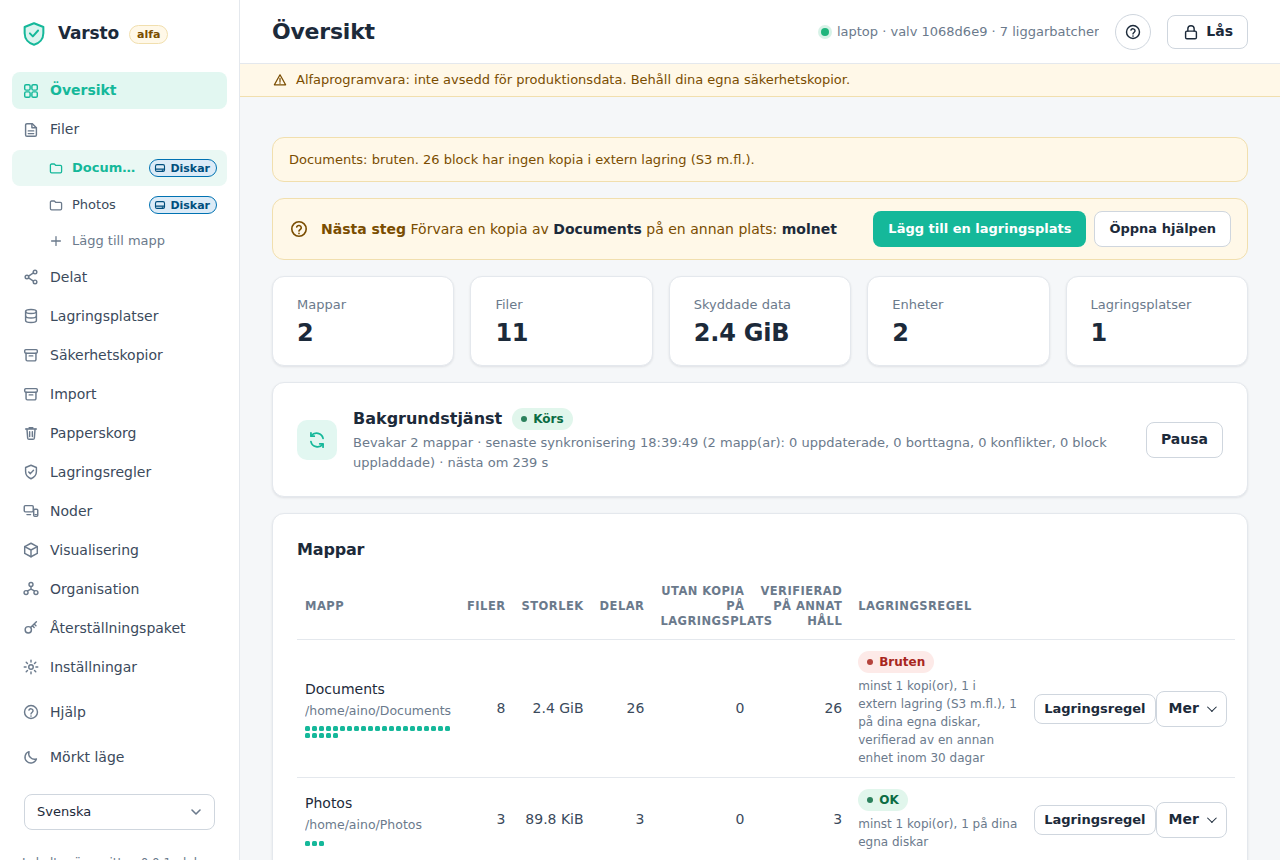 Varsto alfa
Översikt
Filer
Docum… Diskar
Photos Diskar
Lägg till mapp
Delat
Lagringsplatser
Säkerhetskopior
Import
Papperskorg
Lagringsregler
Noder
Visualisering
Organisation
Återställningspaket
Inställningar
Hjälp
Mörkt läge
Svenska
Översikt
laptop · valv 1068d6e9 · 7 liggarbatcher
Lås
Alfaprogramvara: inte avsedd för produktionsdata. Behåll dina egna säkerhetskopior.
Documents: bruten. 26 block har ingen kopia i extern lagring (S3 m.fl.).
Nästa steg Förvara en kopia av Documents på en annan plats: molnet
Lägg till en lagringsplats
Öppna hjälpen
Mappar
2
Filer
11
Skyddade data
2.4 GiB
Enheter
2
Lagringsplatser
1
Bakgrundstjänst Körs
Bevakar 2 mappar · senaste synkronisering 18:39:49 (2 mapp(ar): 0 uppdaterade, 0 borttagna, 0 konflikter, 0 block
uppladdade) · nästa om 239 s
Pausa
Mappar
MAPP FILER STORLEK DELAR UTAN KOPIA PÅ LAGRINGSPLATS VERIFIERAD PÅ ANNAT HÅLL LAGRINGSREGEL
Documents
/home/aino/Documents
8 2.4 GiB 26 0 26
Bruten
minst 1 kopi(or), 1 i
extern lagring (S3 m.fl.), 1
på dina egna diskar,
verifierad av en annan
enhet inom 30 dagar
Lagringsregel Mer
Photos
/home/aino/Photos
3 89.8 KiB 3 0 3
OK
minst 1 kopi(or), 1 på dina
egna diskar
Lagringsregel Mer